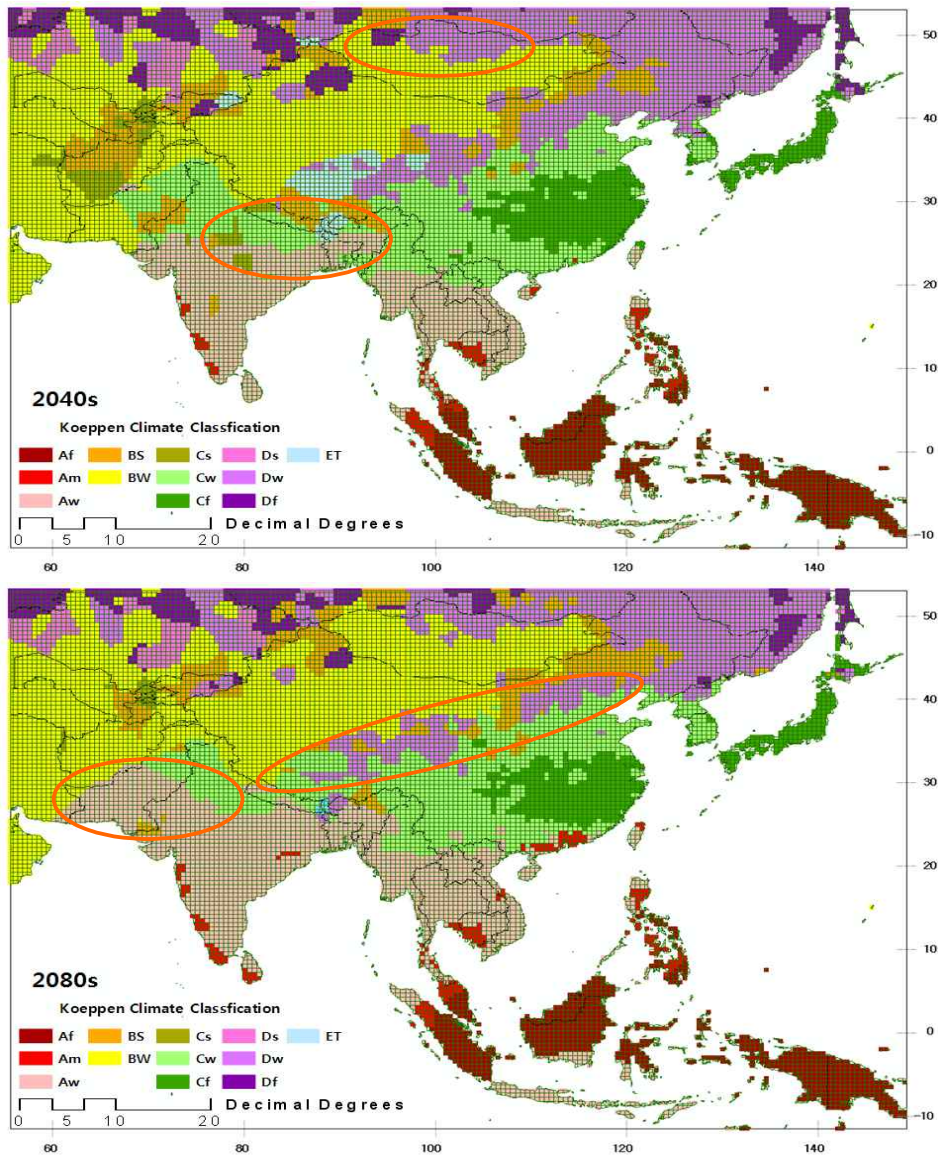 50
40
30
20
10
0
-10
2040s
Koeppen Climate Classfication
Af BS Cs Ds ET
Am BW Cw Dw
Aw Cf Df
0 5 10 20 Decimal Degrees
60 80 100 120 140
50
40
30
20
10
0
-10
2080s
Koeppen Climate Classfication
Af BS Cs Ds ET
Am BW Cw Dw
Aw Cf Df
0 5 10 20 Decimal Degrees
60 80 100 120 140